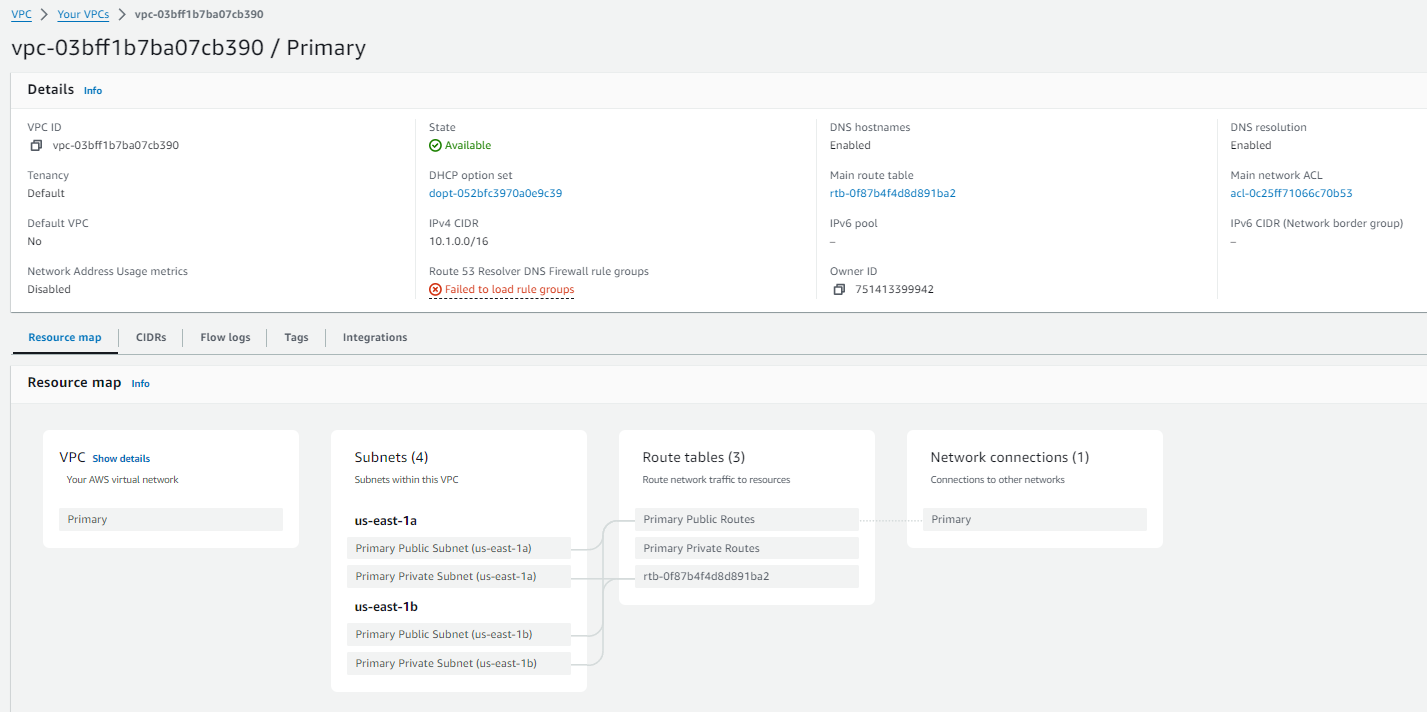 VPC > Your VPCs > vpc-03bff1b7ba07cb390
vpc-03bff1b7ba07cb390 / Primary
Details Info
VPC ID
vpc-03bff1b7ba07cb390
State
Available
DNS hostnames
Enabled
DNS resolution
Enabled
Tenancy
Default
DHCP option set
dopt-052bfc3970a0e9c39
Main route table
rtb-0f87b4f4d8d891ba2
Main network ACL
acl-0c25ff71066c70b53
Default VPC
No
IPv4 CIDR
10.1.0.0/16
IPv6 pool
–
IPv6 CIDR (Network border group)
–
Network Address Usage metrics
Disabled
Route 53 Resolver DNS Firewall rule groups
Failed to load rule groups
Owner ID
751413399942
Resource map
CIDRs
Flow logs
Tags
Integrations
Resource map Info
VPC Show details
Your AWS virtual network
Primary
Subnets (4)
Subnets within this VPC
us-east-1a
Primary Public Subnet (us-east-1a)
Primary Private Subnet (us-east-1a)
us-east-1b
Primary Public Subnet (us-east-1b)
Primary Private Subnet (us-east-1b)
Route tables (3)
Route network traffic to resources
Primary Public Routes
Primary Private Routes
rtb-0f87b4f4d8d891ba2
Network connections (1)
Connections to other networks
Primary